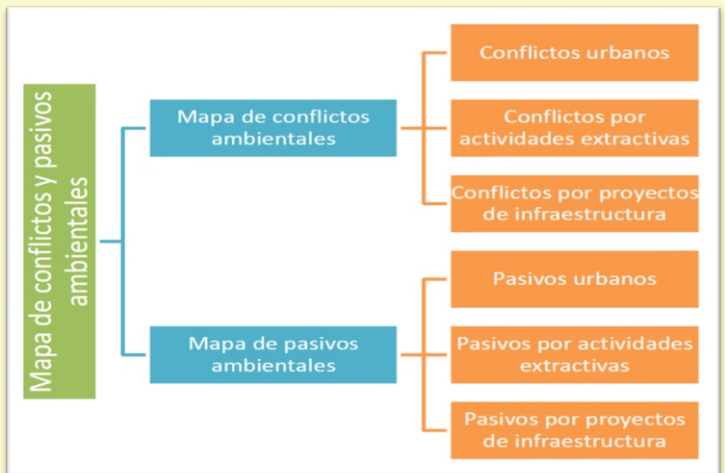 Mapa de conflictos y pasivos
ambientales
Mapa de conflictos
ambientales
Conflictos urbanos
Conflictos por
actividades extractivas
Conflictos por proyectos
de infraestructura
Mapa de pasivos
ambientales
Pasivos urbanos
Pasivos por actividades
extractivas
Pasivos por proyectos
de infraestructura